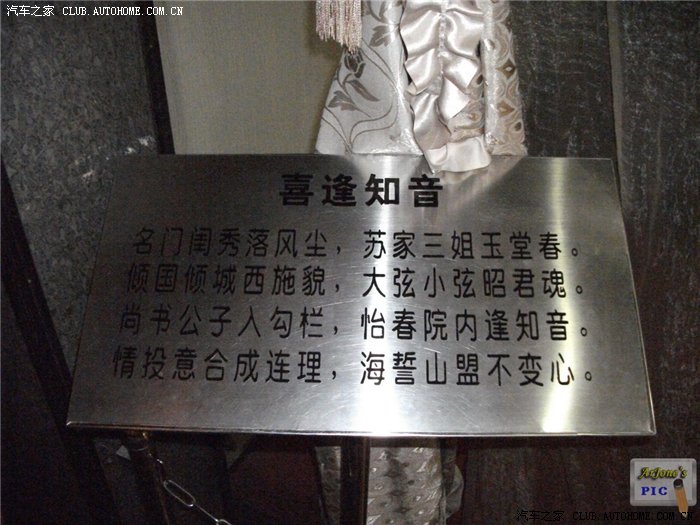 汽车之家 CLUB.AUTOHOME.COM.CN
喜逢知音
名门闺秀落风尘，苏家三姐玉堂春。
倾国倾城西施貌，大弦小弦昭君魂。
尚书公子入勾栏，怡春院内逢知音。
情投意合成连理，海誓山盟不变心。
Arjone's
PIC
汽车之家 CLUB.AUTOHOME.COM.CN